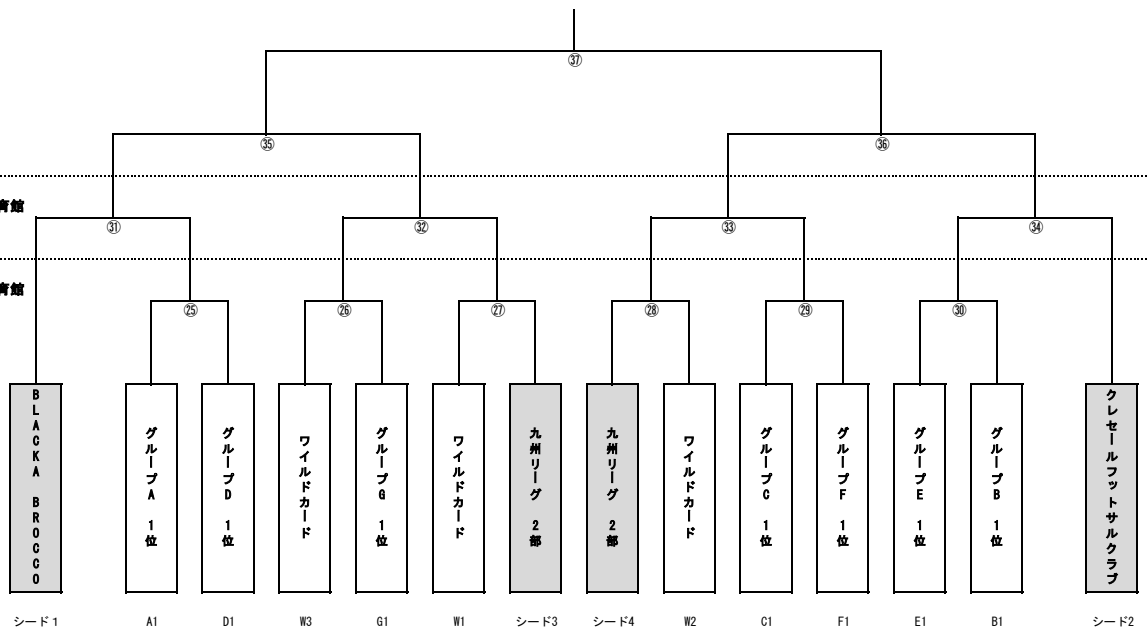 ㊲
㉟
㊱
育館
㉛
㉜
㉝
㉞
育館
㉕
㉖
㉗
㉘
㉙
㉚
BLACKA BROCCO
グループA 1位
グループD 1位
ワイルドカード
グループG 1位
ワイルドカード
九州リーグ 2部
九州リーグ 2部
ワイルドカード
グループC 1位
グループF 1位
グループE 1位
グループB 1位
クレセールフットサルクラブ
シード1 A1 D1 W3 G1 W1 シード3 シード4 W2 C1 F1 E1 B1 シード2